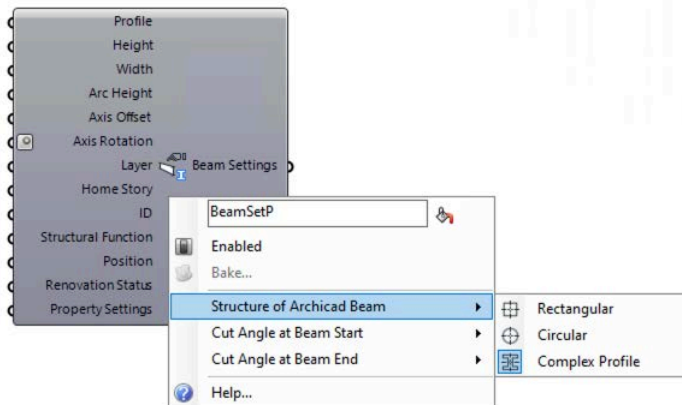 Profile
Height
Width
Arc Height
Axis Offset
Axis Rotation
Layer
Beam Settings
Home Story
ID
Structural Function
Position
Renovation Status
Property Settings
BeamSetP
Enabled
Bake...
Structure of Archicad Beam
Cut Angle at Beam Start
Cut Angle at Beam End
Help...
Rectangular
Circular
Complex Profile